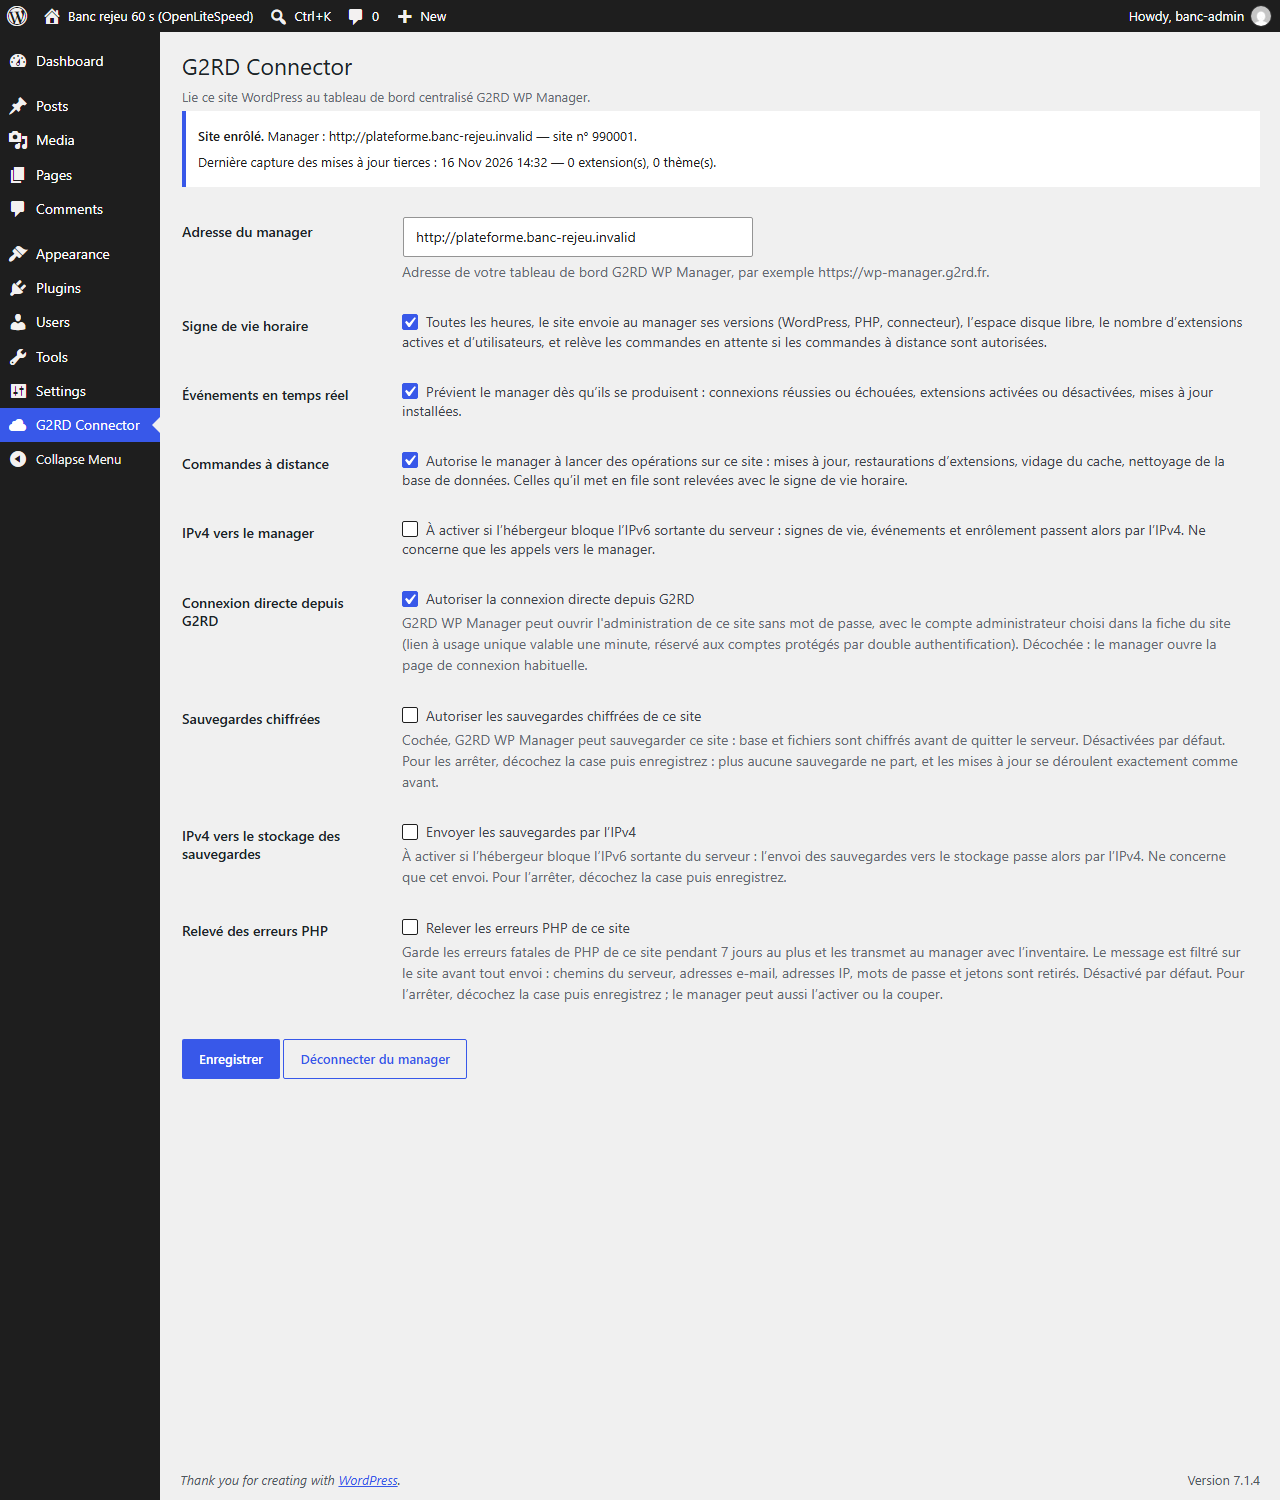 Banc rejeu 60 s (OpenLiteSpeed) Ctrl+K 0 New Howdy, banc-admin
Dashboard
Posts
Media
Pages
Comments
Appearance
Plugins
Users
Tools
Settings
G2RD Connector
Collapse Menu
G2RD Connector
Lie ce site WordPress au tableau de bord centralisé G2RD WP Manager.
Site enrôlé. Manager : http://plateforme.banc-rejeu.invalid — site n° 990001.
Dernière capture des mises à jour tierces : 16 Nov 2026 14:32 — 0 extension(s), 0 thème(s).
Adresse du manager
http://plateforme.banc-rejeu.invalid
Adresse de votre tableau de bord G2RD WP Manager, par exemple https://wp-manager.g2rd.fr.
Signe de vie horaire
Toutes les heures, le site envoie au manager ses versions (WordPress, PHP, connecteur), l’espace disque libre, le nombre d’extensions
actives et d’utilisateurs, et relève les commandes en attente si les commandes à distance sont autorisées.
Événements en temps réel
Prévient le manager dès qu’ils se produisent : connexions réussies ou échouées, extensions activées ou désactivées, mises à jour
installées.
Commandes à distance
Autorise le manager à lancer des opérations sur ce site : mises à jour, restaurations d’extensions, vidage du cache, nettoyage de la
base de données. Celles qu’il met en file sont relevées avec le signe de vie horaire.
IPv4 vers le manager
À activer si l’hébergeur bloque l’IPv6 sortante du serveur : signes de vie, événements et enrôlement passent alors par l’IPv4. Ne
concerne que les appels vers le manager.
Connexion directe depuis
G2RD
Autoriser la connexion directe depuis G2RD
G2RD WP Manager peut ouvrir l’administration de ce site sans mot de passe, avec le compte administrateur choisi dans la fiche du site
(lien à usage unique valable une minute, réservé aux comptes protégés par double authentification). Décochée : le manager ouvre la
page de connexion habituelle.
Sauvegardes chiffrées
Autoriser les sauvegardes chiffrées de ce site
Cochée, G2RD WP Manager peut sauvegarder ce site : base et fichiers sont chiffrés avant de quitter le serveur. Désactivées par défaut.
Pour les arrêter, décochez la case puis enregistrez : plus aucune sauvegarde ne part, et les mises à jour se déroulent exactement comme
avant.
IPv4 vers le stockage des
sauvegardes
Envoyer les sauvegardes par l’IPv4
À activer si l’hébergeur bloque l’IPv6 sortante du serveur : l’envoi des sauvegardes vers le stockage passe alors par l’IPv4. Ne concerne
que cet envoi. Pour l’arrêter, décochez la case puis enregistrez.
Relevé des erreurs PHP
Relever les erreurs PHP de ce site
Garde les erreurs fatales de PHP de ce site pendant 7 jours au plus et les transmet au manager avec l’inventaire. Le message est filtré sur
le site avant tout envoi : chemins du serveur, adresses e-mail, adresses IP, mots de passe et jetons sont retirés. Désactivé par défaut. Pour
l’arrêter, décochez la case puis enregistrez ; le manager peut aussi l’activer ou la couper.
Enregistrer Déconnecter du manager
Thank you for creating with WordPress. Version 7.1.4